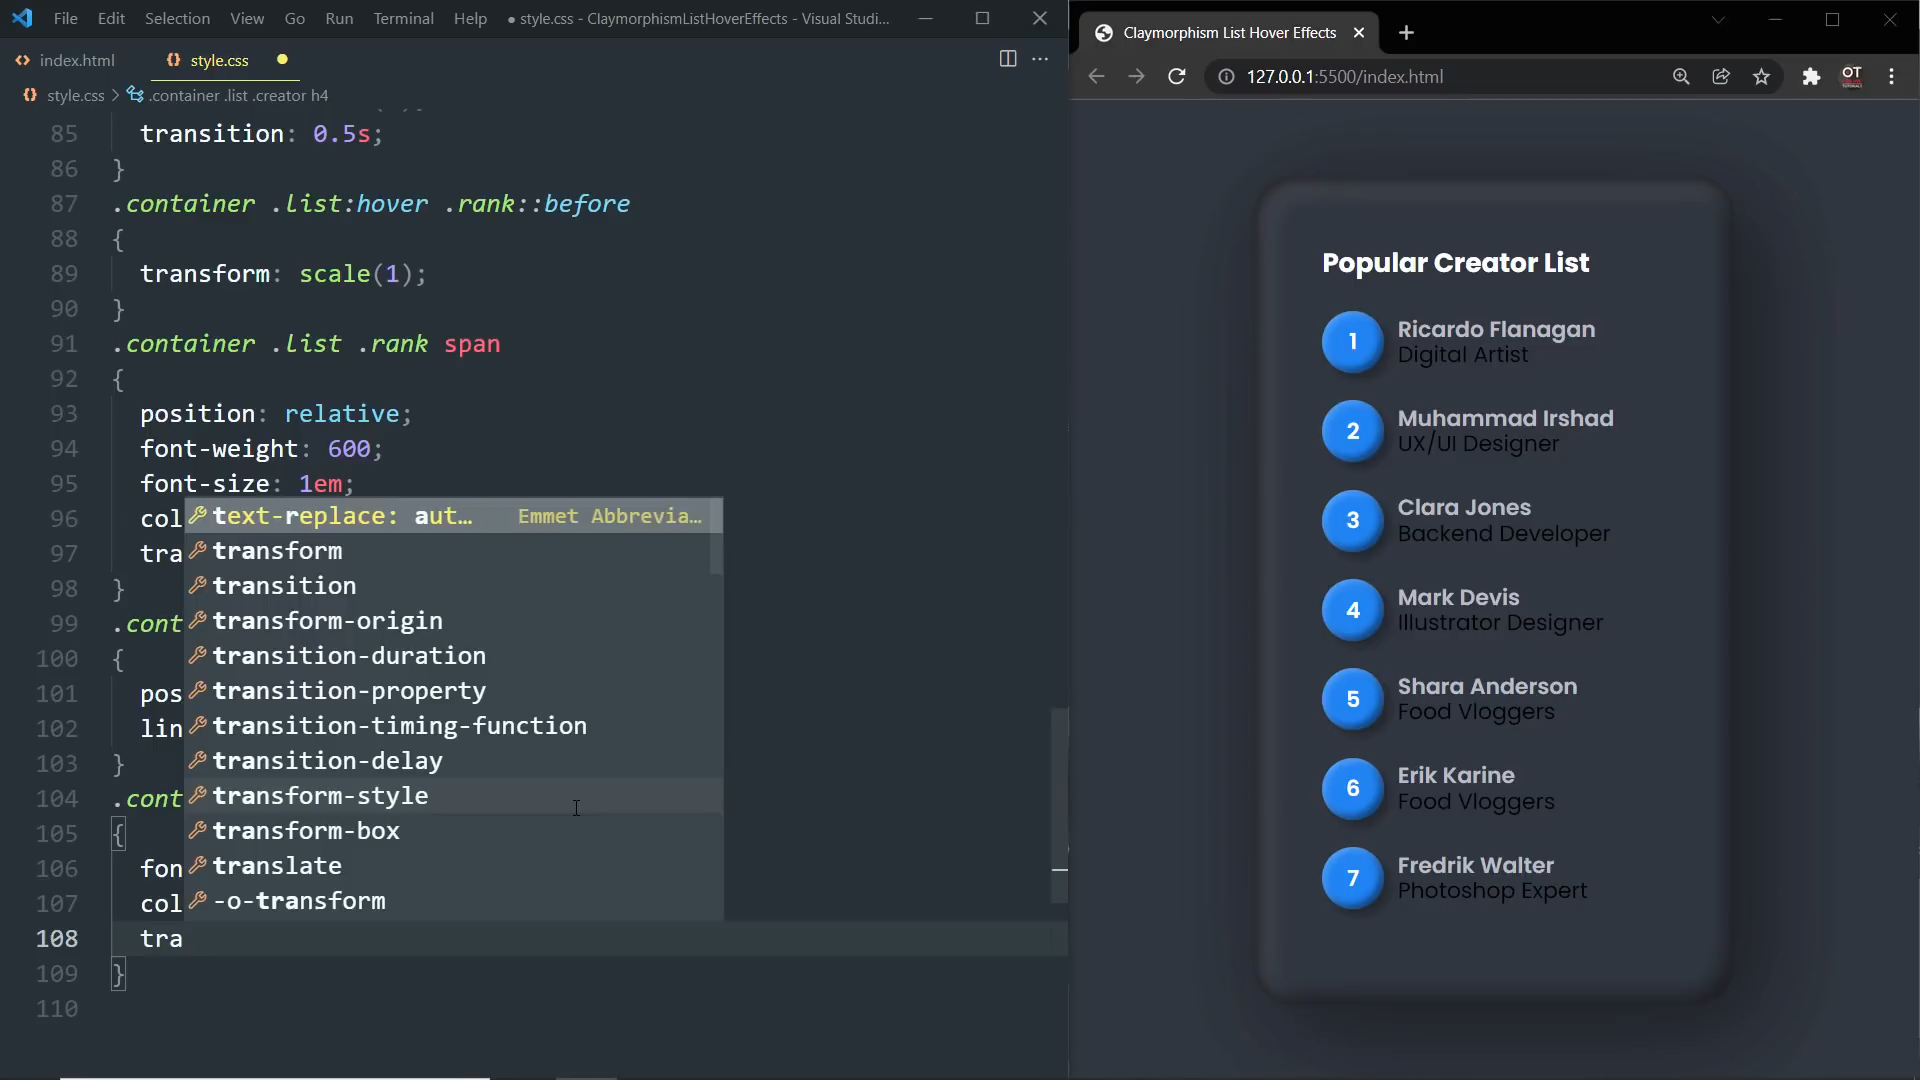 File Edit Selection View Go Run Terminal Help ● style.css - ClaymorphismListHoverEffects - Visual Studi...
index.html style.css
style.css > .container .list .creator h4
85 transition: 0.5s;
86 }
87 .container .list:hover .rank::before
88 {
89 transform: scale(1);
90 }
91 .container .list .rank span
92 {
93 position: relative;
94 font-weight: 600;
95 font-size: 1em;
96 col
97 tra
98 }
99 .cont
100 {
101 pos
102 lin
103 }
104 .cont
105 {
106 fon
107 col
108 tra
109 }
110
text-replace: aut... Emmet Abbrevia...
transform
transition
transform-origin
transition-duration
transition-property
transition-timing-function
transition-delay
transform-style
transform-box
translate
-o-transform
Claymorphism List Hover Effects
127.0.0.1:5500/index.html
OT
Popular Creator List
1 Ricardo Flanagan
Digital Artist
2 Muhammad Irshad
UX/UI Designer
3 Clara Jones
Backend Developer
4 Mark Devis
Illustrator Designer
5 Shara Anderson
Food Vloggers
6 Erik Karine
Food Vloggers
7 Fredrik Walter
Photoshop Expert